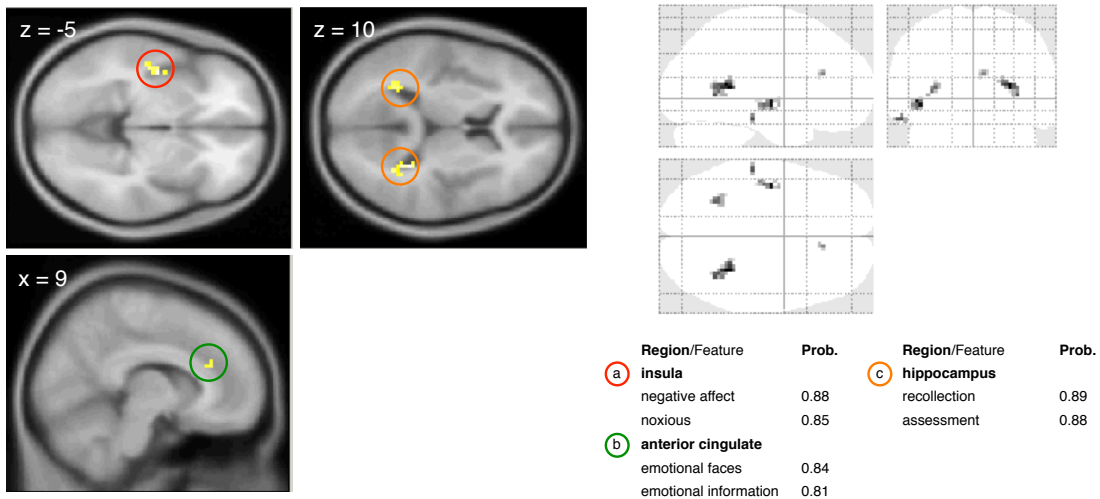 z = -5
z = 10
x = 9
Region/Feature Prob.
a insula
negative affect 0.88
noxious 0.85
b anterior cingulate
emotional faces 0.84
emotional information 0.81
Region/Feature Prob.
c hippocampus
recollection 0.89
assessment 0.88